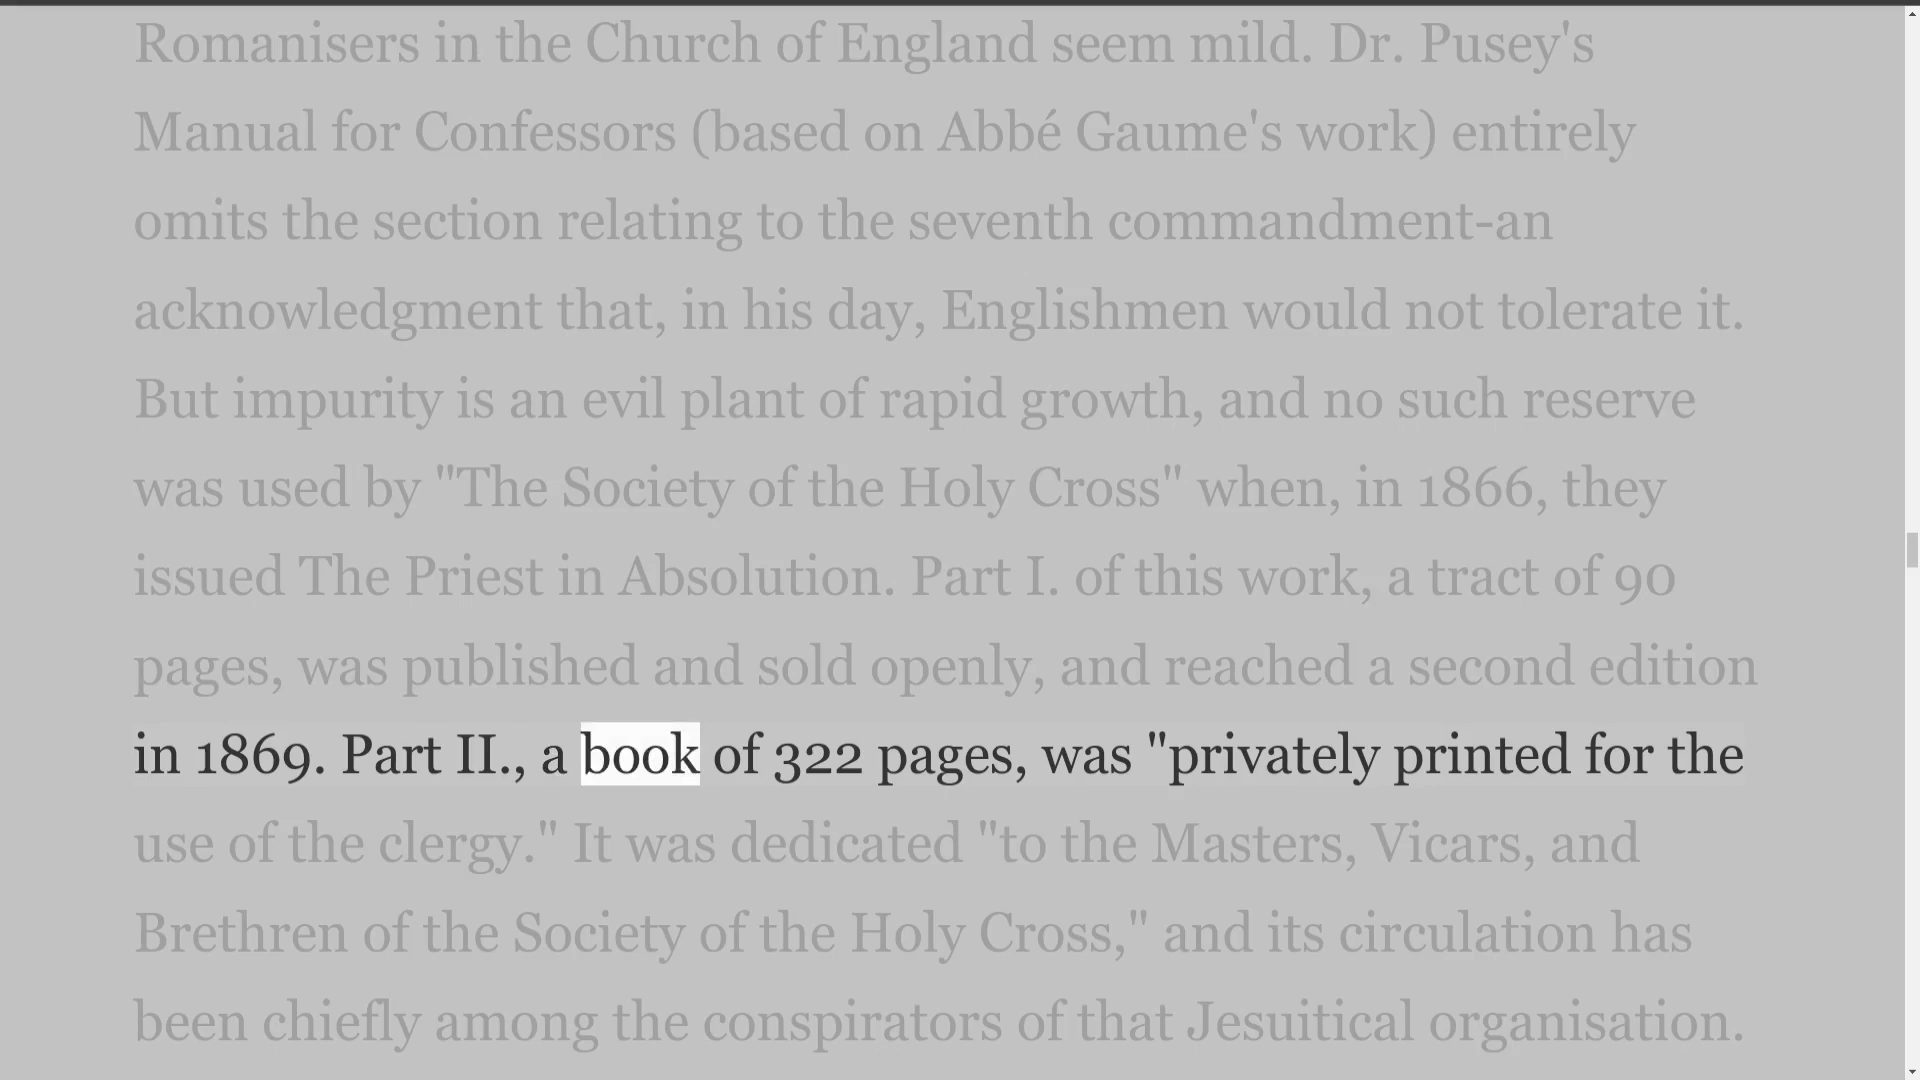 Romanisers in the Church of England seem mild. Dr. Pusey's
Manual for Confessors (based on Abbé Gaume's work) entirely
omits the section relating to the seventh commandment-an
acknowledgment that, in his day, Englishmen would not tolerate it.
But impurity is an evil plant of rapid growth, and no such reserve
was used by "The Society of the Holy Cross" when, in 1866, they
issued The Priest in Absolution. Part I. of this work, a tract of 90
pages, was published and sold openly, and reached a second edition
in 1869. Part II., a book of 322 pages, was "privately printed for the
use of the clergy." It was dedicated "to the Masters, Vicars, and
Brethren of the Society of the Holy Cross," and its circulation has
been chiefly among the conspirators of that Jesuitical organisation.